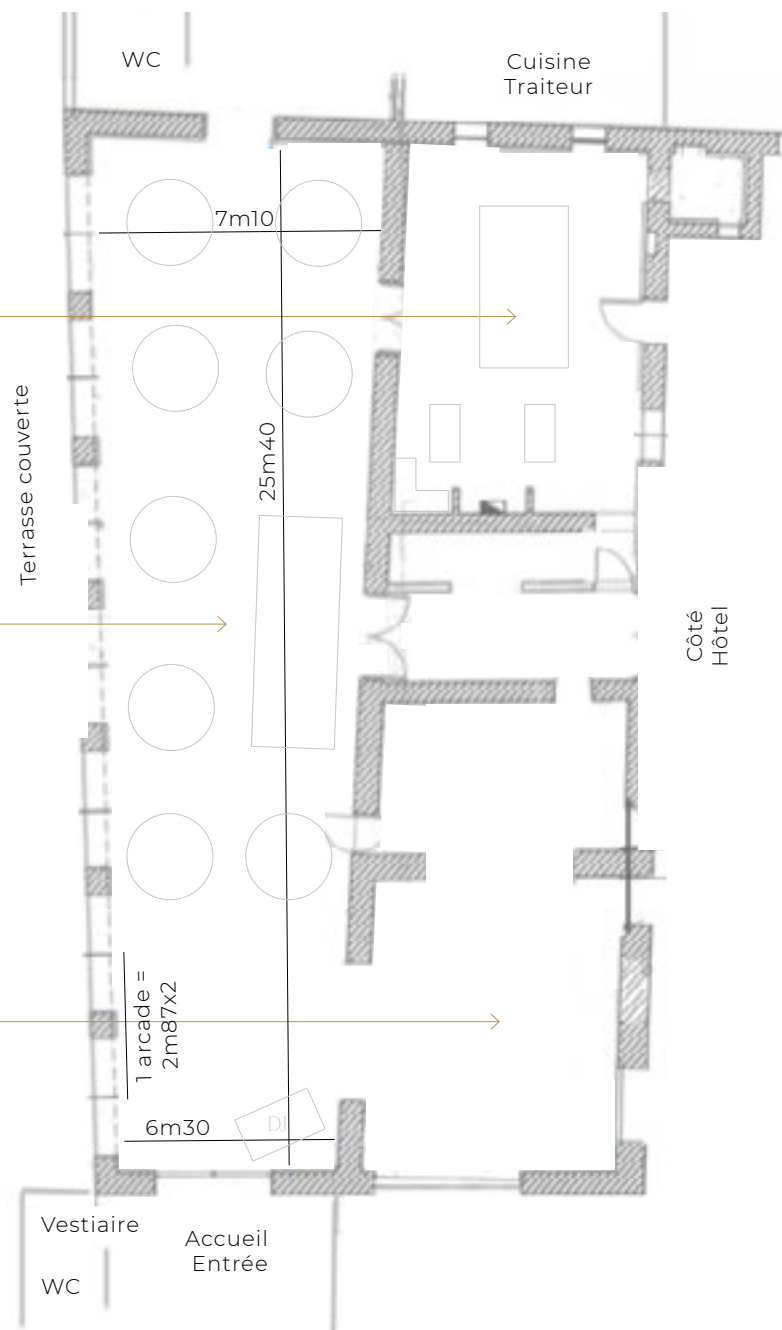 WC
Cuisine
Traiteur
7m10
25m40
Terrasse couverte
Côté
Hôtel
1 arcade =
2m87x2
DJ
6m30
Vestiaire
Accueil
Entrée
WC